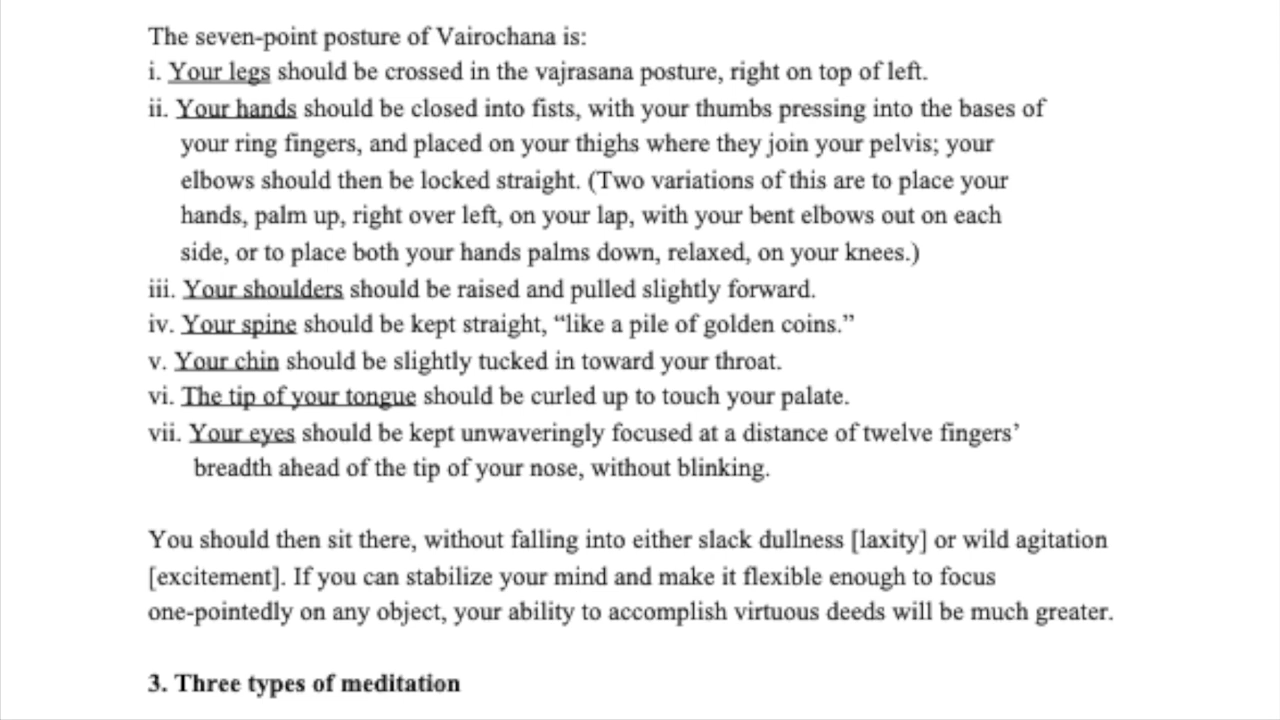 The seven-point posture of Vairochana is:
i. Your legs should be crossed in the vajrasana posture, right on top of left.
ii. Your hands should be closed into fists, with your thumbs pressing into the bases of
your ring fingers, and placed on your thighs where they join your pelvis; your
elbows should then be locked straight. (Two variations of this are to place your
hands, palm up, right over left, on your lap, with your bent elbows out on each
side, or to place both your hands palms down, relaxed, on your knees.)
iii. Your shoulders should be raised and pulled slightly forward.
iv. Your spine should be kept straight, “like a pile of golden coins.”
v. Your chin should be slightly tucked in toward your throat.
vi. The tip of your tongue should be curled up to touch your palate.
vii. Your eyes should be kept unwaveringly focused at a distance of twelve fingers’
breadth ahead of the tip of your nose, without blinking.
You should then sit there, without falling into either slack dullness [laxity] or wild agitation
[excitement]. If you can stabilize your mind and make it flexible enough to focus
one-pointedly on any object, your ability to accomplish virtuous deeds will be much greater.
3. Three types of meditation